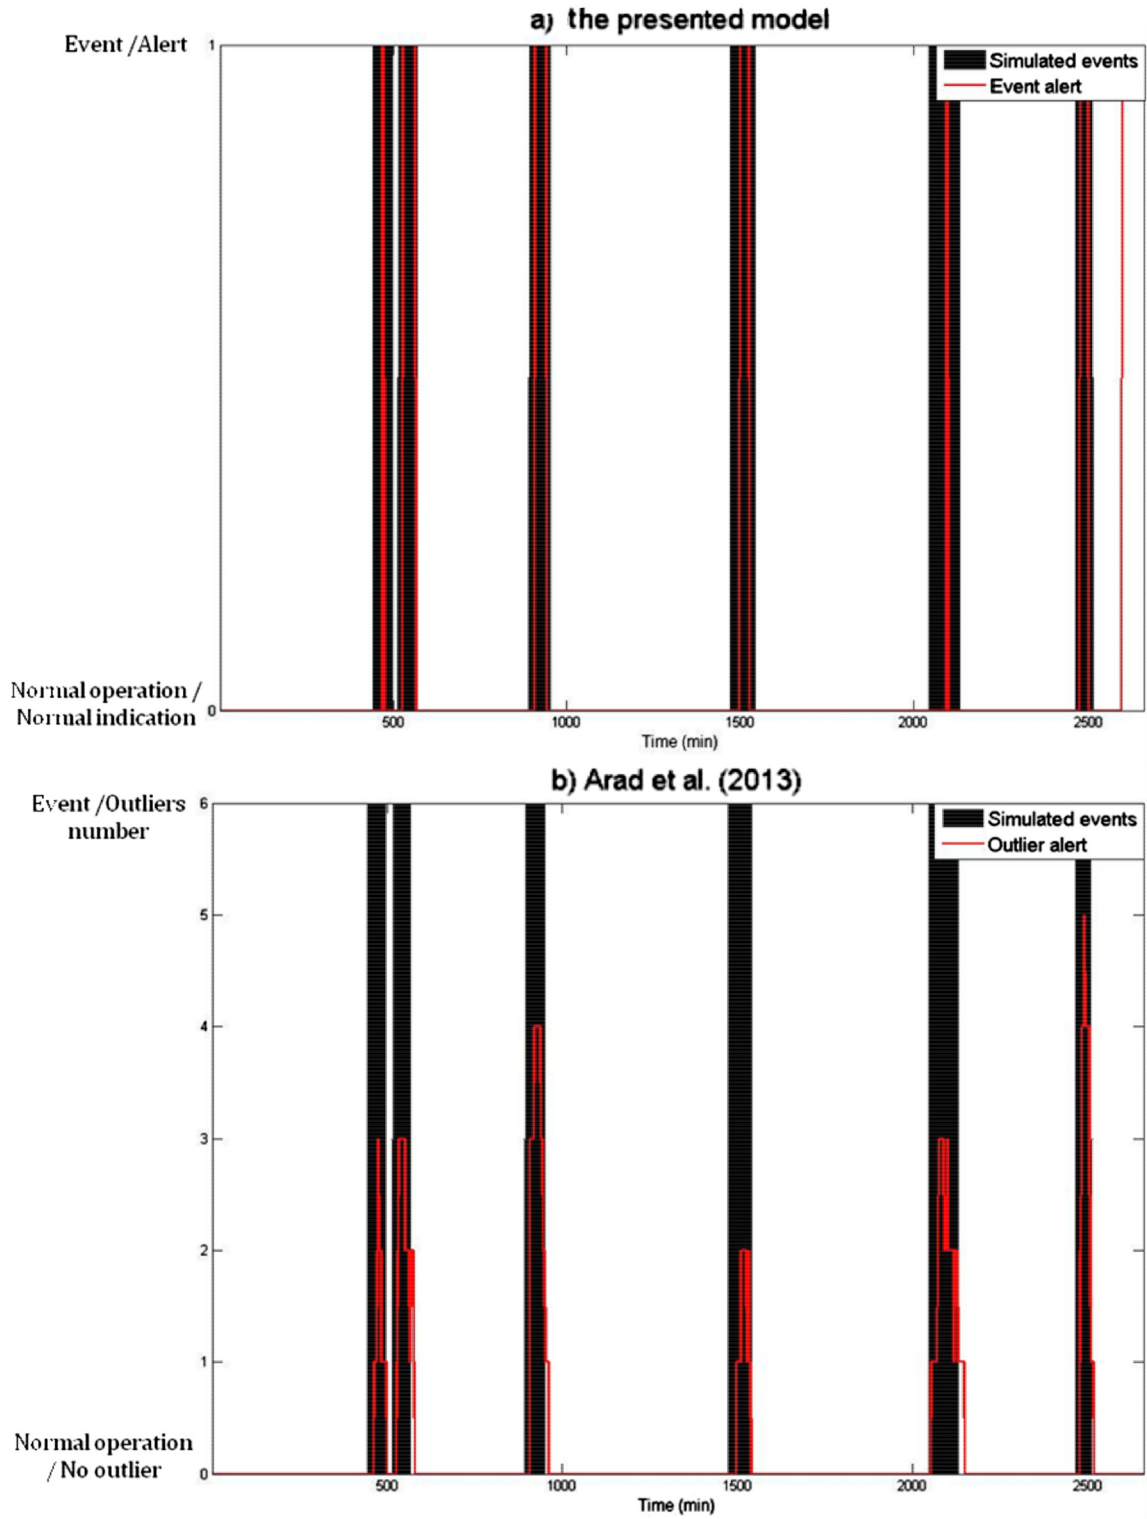 a) the presented model
Event /Alert
1
Simulated events
Event alert
Normal operation /
Normal indication
0
500
1000
1500
2000
2500
Time (min)
b) Arad et al. (2013)
Event /Outliers
number
6
Simulated events
Outlier alert
5
4
3
2
1
Normal operation
/ No outlier
0
500
1000
1500
2000
2500
Time (min)